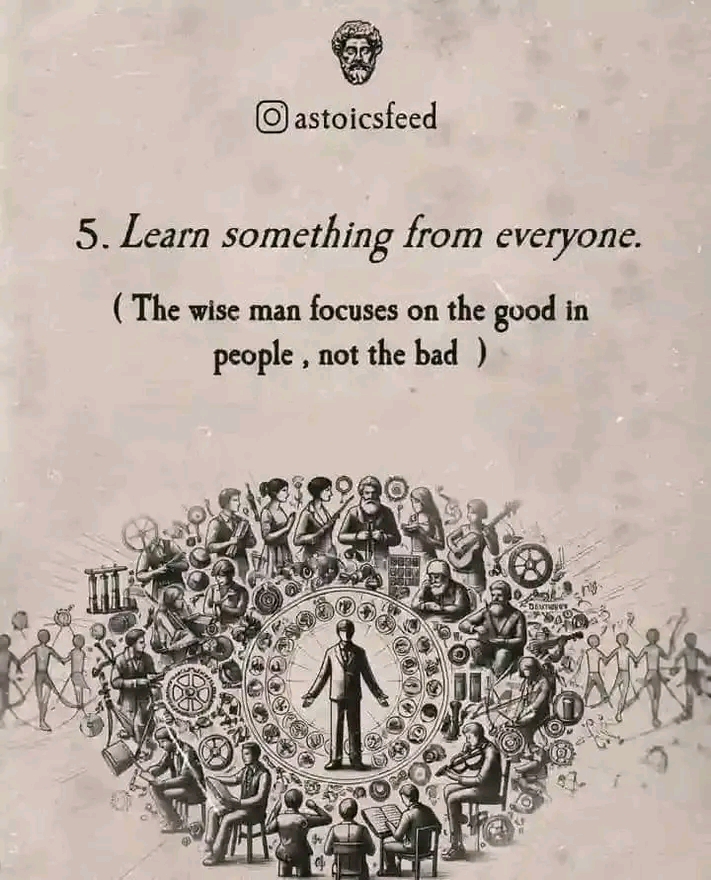 astoicsfeed
5. Learn something from everyone.
( The wise man focuses on the good in
people , not the bad )